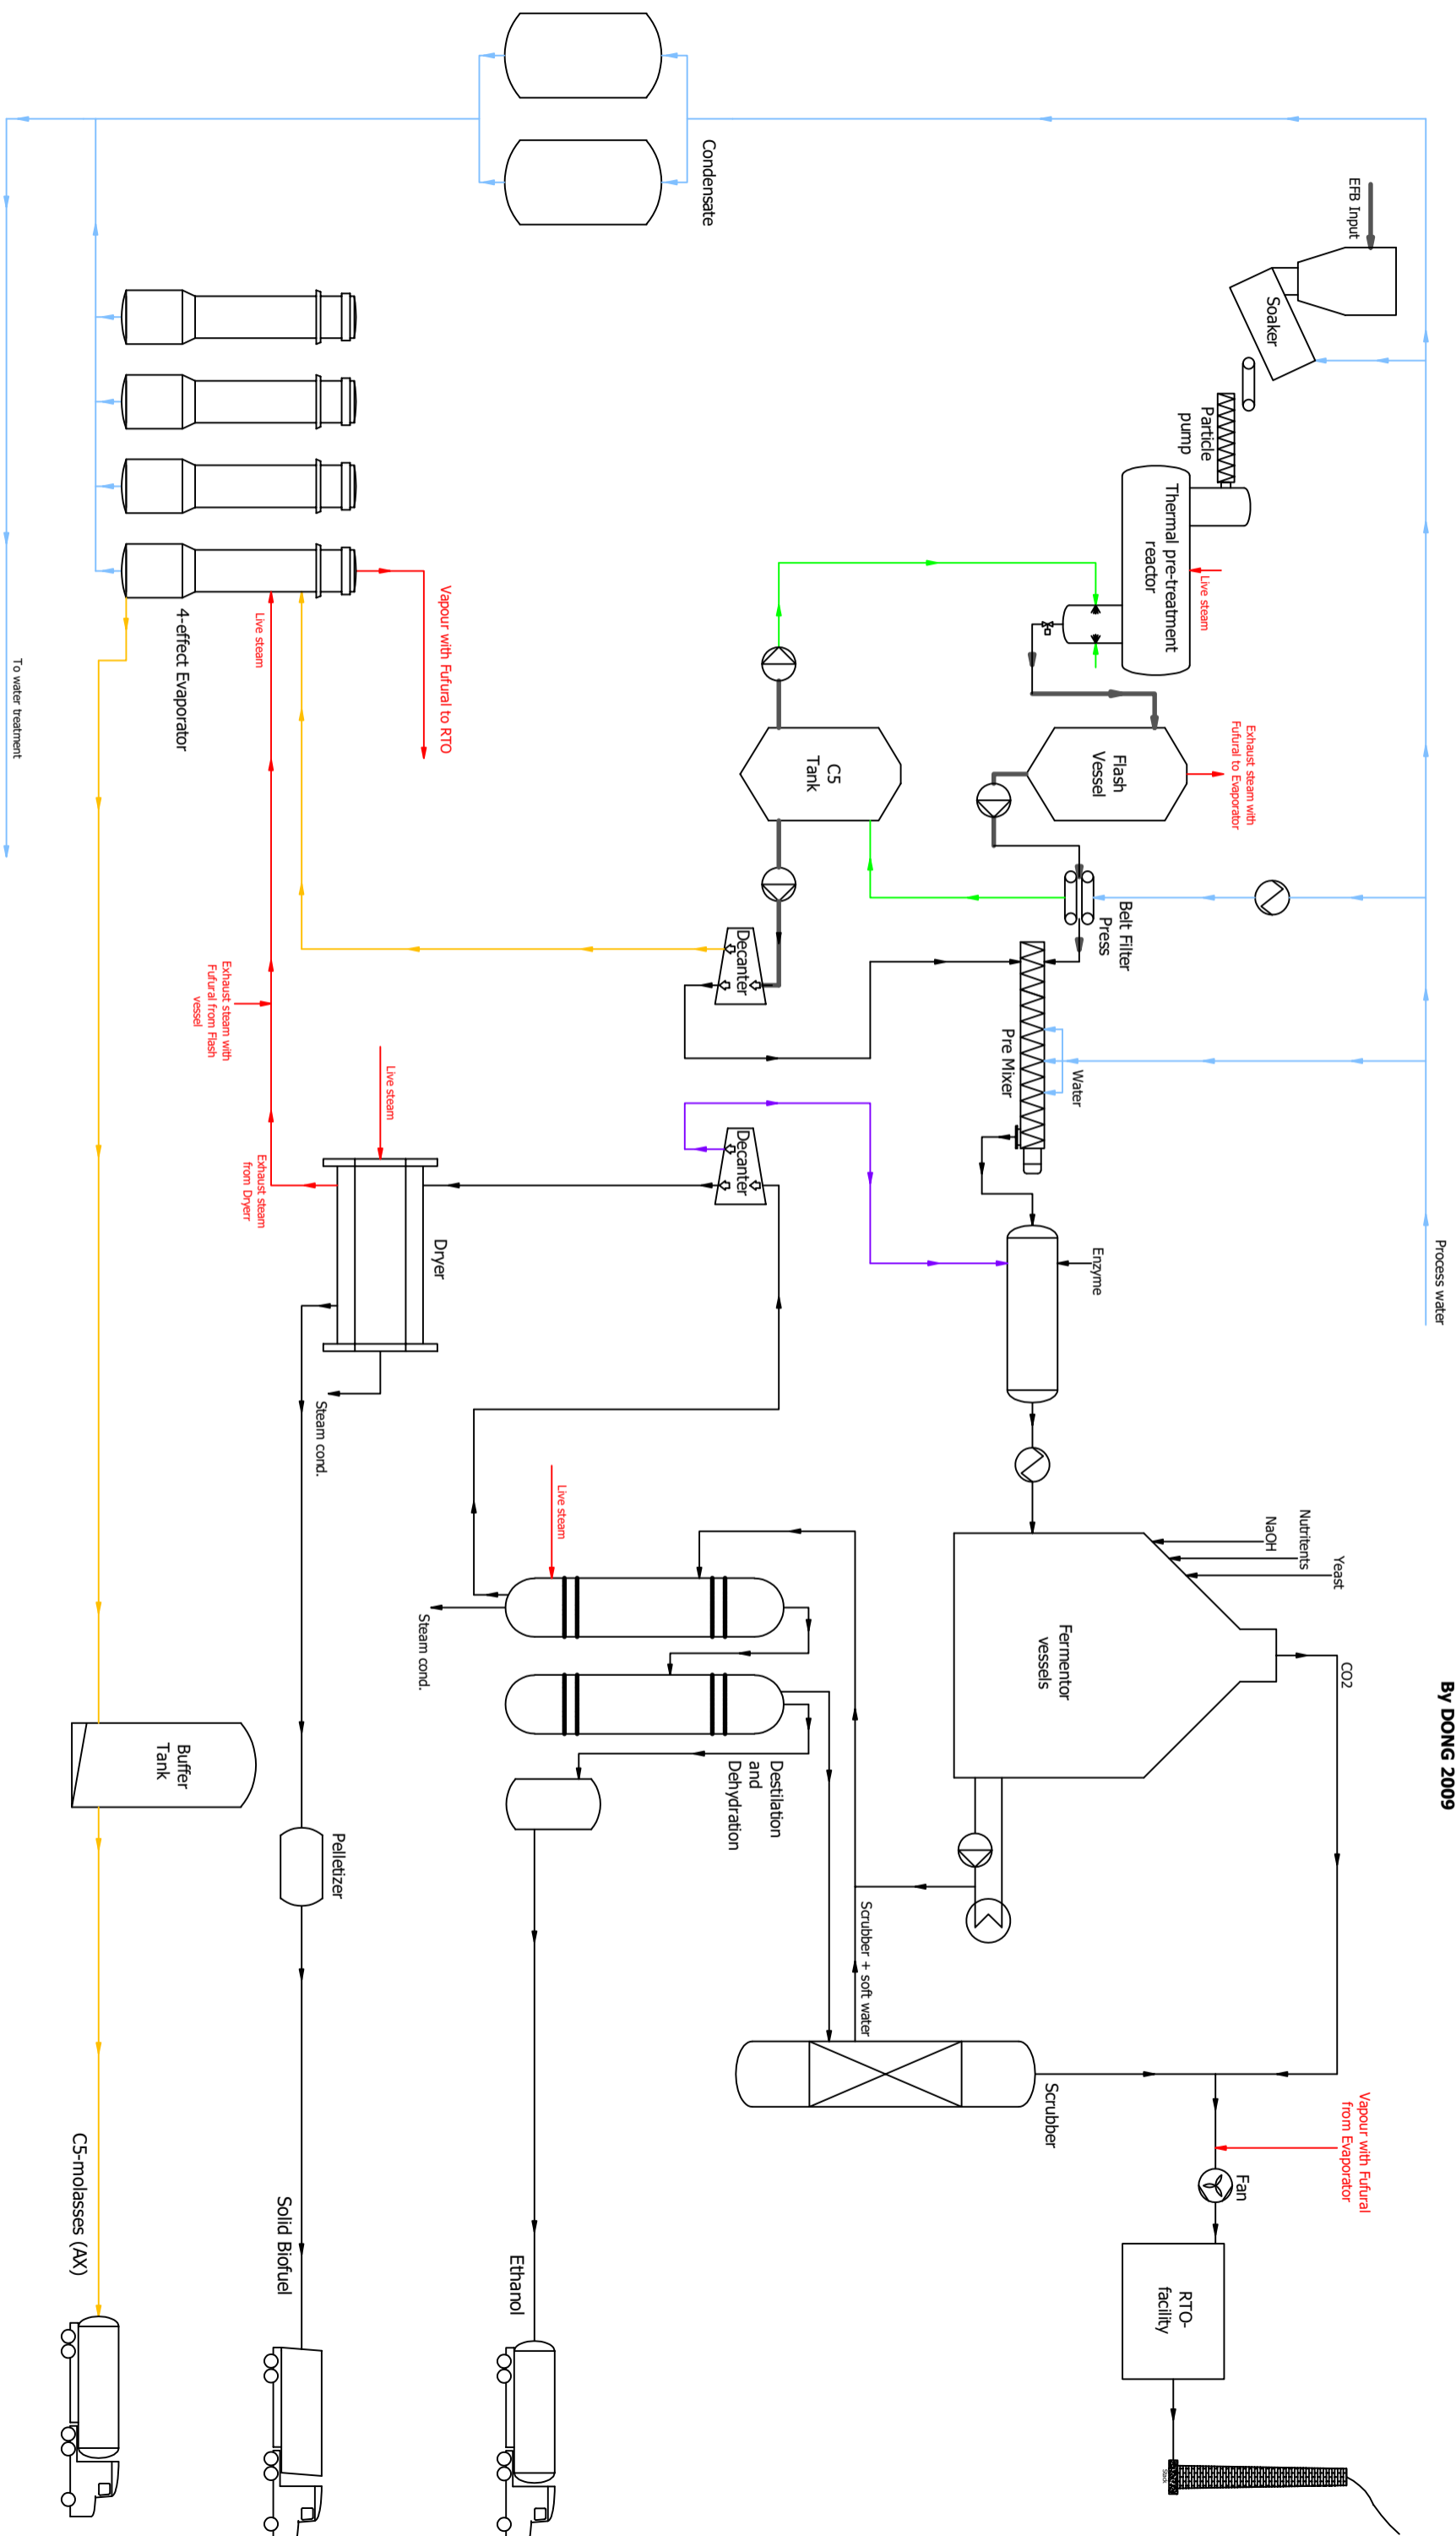 By DONG 2009
Process water
EFB Input
Soaker
Particle
pump
Thermal pre-treatment
reactor
Live steam
Exhaust steam with
Fufural to Evaporator
Flash
Vessel
Belt Filter
Press
Water
Pre Mixer
Enzyme
NaOH
Nutritents
Yeast
CO2
Fermentor
vessels
Vapour with Fufural
from Evaporator
Fan
RTO-
facility
Stack
Scrubber
Scrubber + soft water
Condensate
C5
Tank
Decanter
Decanter
Destilation
and
Dehydration
Live steam
Steam cond.
Ethanol
Vapour with Fufural to RTO
Live steam
4-effect Evaporator
Exhaust steam with
Fufural from Flash
vessel
Live steam
Exhaust steam
from Dryerr
Dryer
Steam cond.
Pelletizer
Solid Biofuel
Buffer
Tank
C5-molasses (AX)
To water treatment